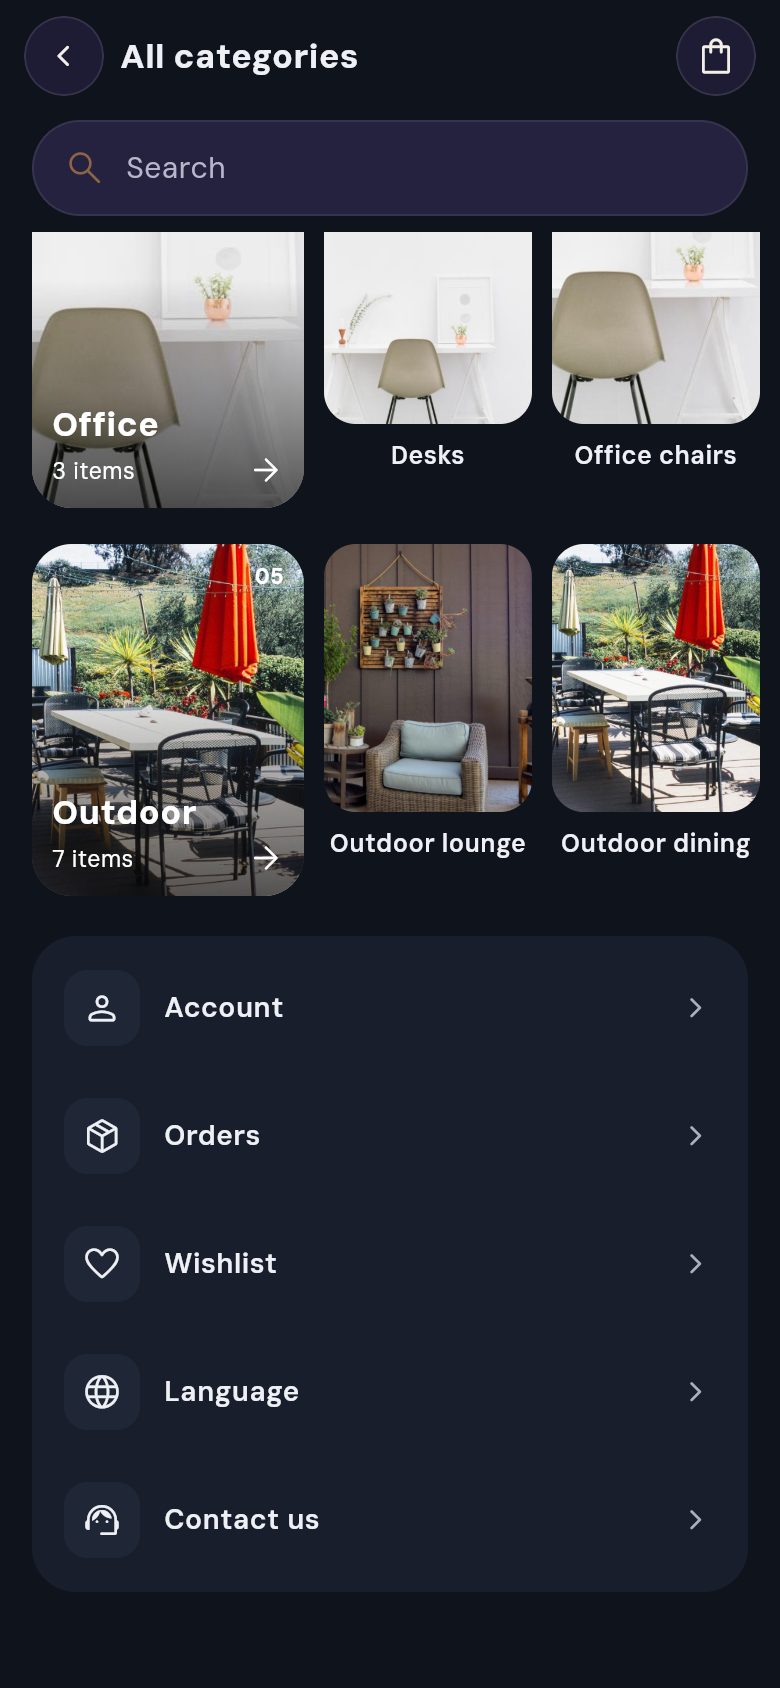 All categories
Search
Office
3 items
Desks
Office chairs
05
Outdoor
7 items
Outdoor lounge
Outdoor dining
Account
Orders
Wishlist
Language
Contact us